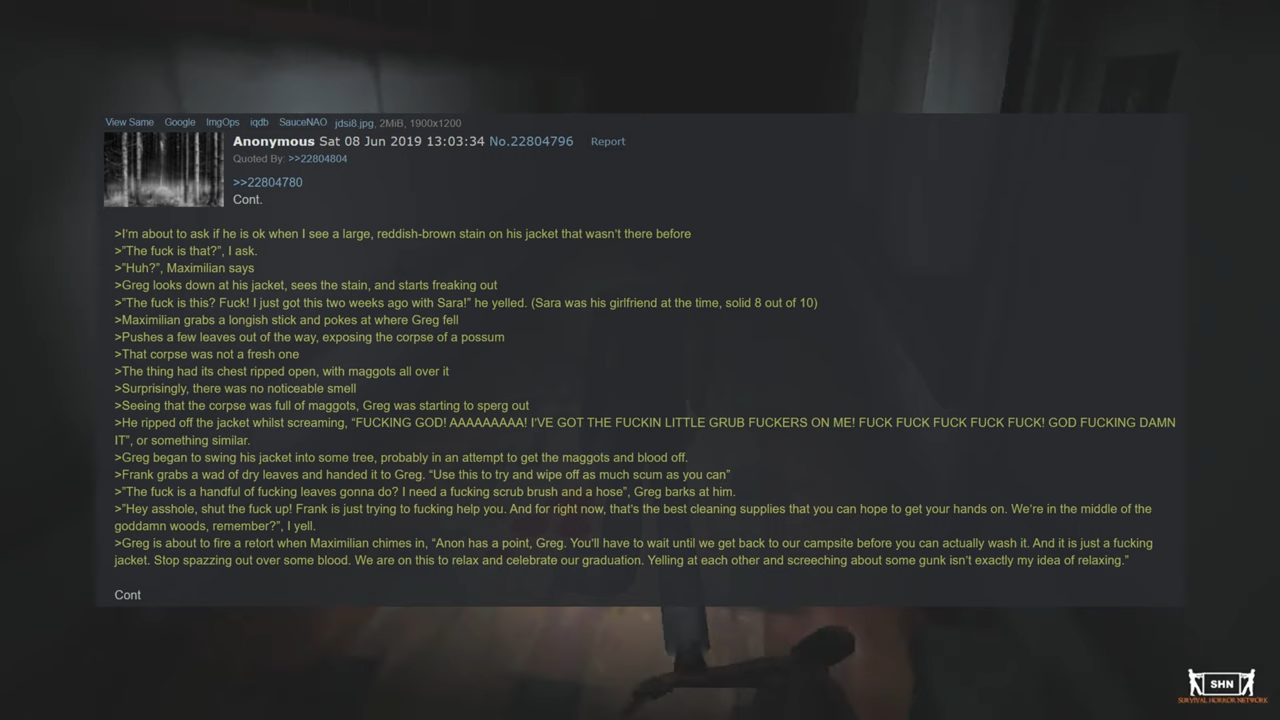 View Same Google ImgOps iqdb SauceNAO jdsi8.jpg, 2MiB, 1900x1200
Anonymous Sat 08 Jun 2019 13:03:34 No.22804796 Report
Quoted By: >>22804804
>>22804780
Cont.
>I'm about to ask if he is ok when I see a large, reddish-brown stain on his jacket that wasn't there before
>"The fuck is that?", I ask.
>"Huh?", Maximilian says
>Greg looks down at his jacket, sees the stain, and starts freaking out
>"The fuck is this? Fuck! I just got this two weeks ago with Sara!" he yelled. (Sara was his girlfriend at the time, solid 8 out of 10)
>Maximilian grabs a longish stick and pokes at where Greg fell
>Pushes a few leaves out of the way, exposing the corpse of a possum
>That corpse was not a fresh one
>The thing had its chest ripped open, with maggots all over it
>Surprisingly, there was no noticeable smell
>Seeing that the corpse was full of maggots, Greg was starting to sperg out
>He ripped off the jacket whilst screaming, “FUCKING GOD! AAAAAAAAA! I'VE GOT THE FUCKIN LITTLE GRUB FUCKERS ON ME! FUCK FUCK FUCK FUCK FUCK! GOD FUCKING DAMN
IT”, or something similar.
>Greg began to swing his jacket into some tree, probably in an attempt to get the maggots and blood off.
>Frank grabs a wad of dry leaves and handed it to Greg. “Use this to try and wipe off as much scum as you can”
>"The fuck is a handful of fucking leaves gonna do? I need a fucking scrub brush and a hose”, Greg barks at him.
>"Hey asshole, shut the fuck up! Frank is just trying to fucking help you. And for right now, that's the best cleaning supplies that you can hope to get your hands on. We're in the middle of the
goddamn woods, remember?”, I yell.
>Greg is about to fire a retort when Maximilian chimes in, “Anon has a point, Greg. You'll have to wait until we get back to our campsite before you can actually wash it. And it is just a fucking
jacket. Stop spazzing out over some blood. We are on this to relax and celebrate our graduation. Yelling at each other and screeching about some gunk isn't exactly my idea of relaxing.”
Cont
SHN
SURVIVAL HORROR NETWORK